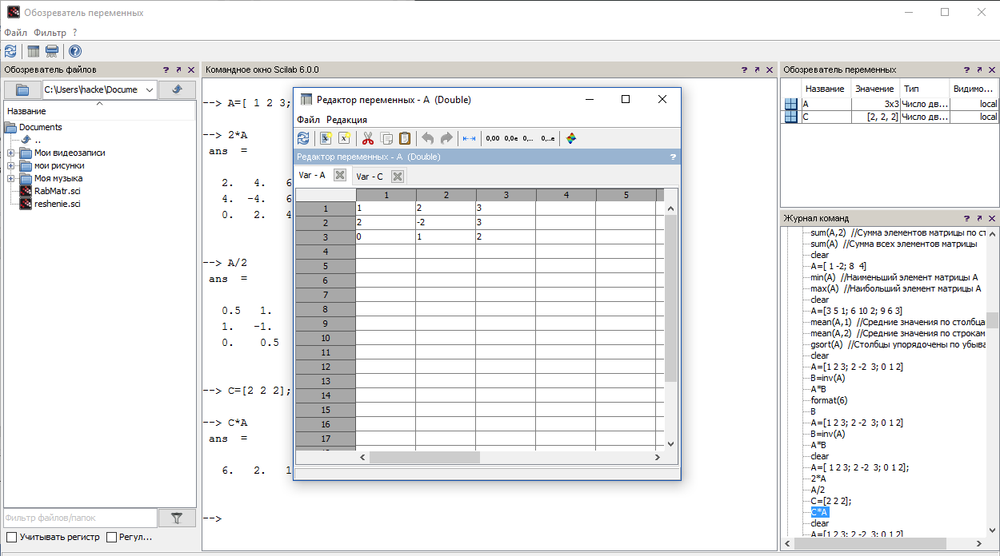 Обозреватель переменных
Файл Фильтр ?
Обозреватель файлов ?
C:\Users\hacke\Docume
Название
Documents
..
Мои видеозаписи
мои рисунки
Моя музыка
RabMatr.sci
reshenie.sci
Фильтр файлов/папок
Учитывать регистр Регул...
Командное окно Scilab 6.0.0 ?
--> A=[ 1 2 3;
--> 2*A
ans =
2. 4. 6
4. -4. 6
0. 2. 4
--> A/2
ans =
0.5 1.
1. -1.
0. 0.5
--> C=[2 2 2];
--> C*A
ans =
6. 2. 1
-->
Редактор переменных - A (Double)
Файл Редакция
0,00 0,0e 0,... 0,...e
Редактор переменных - A (Double) ?
Var - A Var - C
1 2 3 4 5
1 1 2 3
2 2 -2 3
3 0 1 2
4
5
6
7
8
9
10
11
12
13
14
15
16
17
Обозреватель переменных ?
Название Значение Тип Видимо...
A 3x3 Число дв... local
C [2, 2, 2] Число дв... local
Журнал команд ?
sum(A,2) //Сумма элементов матрицы по ст
sum(A) //Сумма всех элементов матрицы
clear
A=[ 1 -2; 8 4]
min(A) //Наименьший элемент матрицы A
max(A) //Наибольший элемент матрицы A
clear
A=[3 5 1; 6 10 2; 9 6 3]
mean(A,1) //Средние значения по столбца
mean(A,2) //Средние значения по строкам
gsort(A) //Столбцы упорядочены по убыва
clear
A=[1 2 3; 2 -2 3; 0 1 2]
B=inv(A)
A*B
format(6)
B
A=[1 2 3; 2 -2 3; 0 1 2]
B=inv(A)
A*B
clear
A=[ 1 2 3; 2 -2 3; 0 1 2];
2*A
A/2
C=[2 2 2];
C*A
clear
A=[1 2 3; 2 -2 3; 0 1 2]